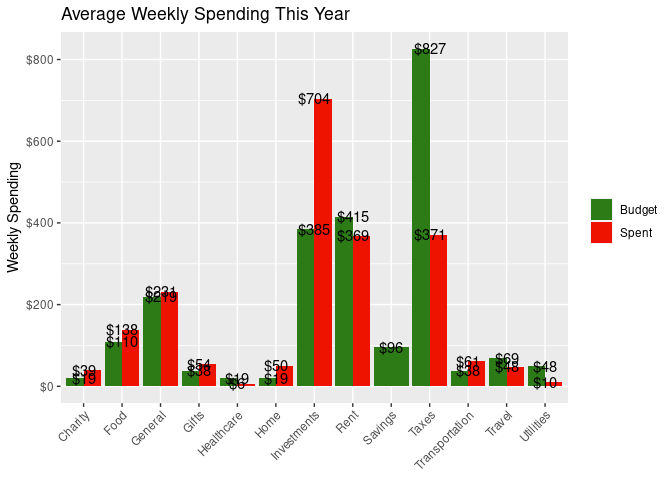 Average Weekly Spending This Year
Weekly Spending
$800
$600
$400
$200
$0
$39
$19
$138
$110
$231
$219
$54
$38
$19
$50
$19
$704
$385
$415
$369
$96
$827
$371
$61
$38
$69
$48
$48
$10
Charity
Food
General
Gifts
Healthcare
Home
Investments
Rent
Savings
Taxes
Transportation
Travel
Utilities
Budget
Spent